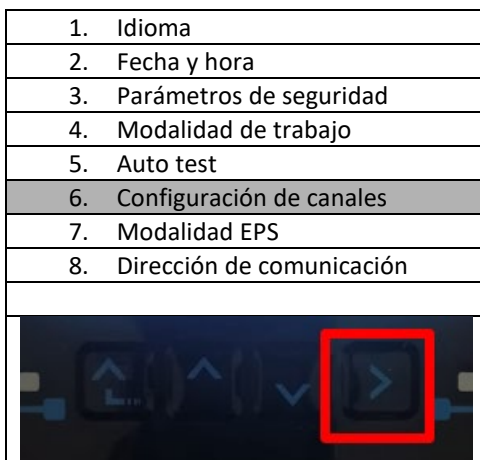 1. Idioma
2. Fecha y hora
3. Parámetros de seguridad
4. Modalidad de trabajo
5. Auto test
6. Configuración de canales
7. Modalidad EPS
8. Dirección de comunicación